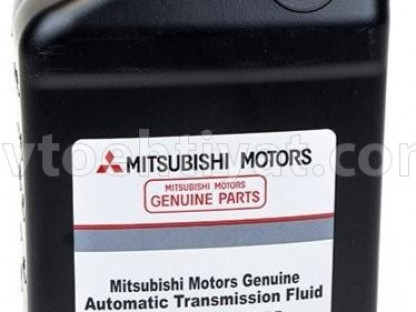 MITSUBISHI MOTORS
MITSUBISHI MOTORS
GENUINE PARTS
Mitsubishi Motors Genuine
Automatic Transmission Fluid